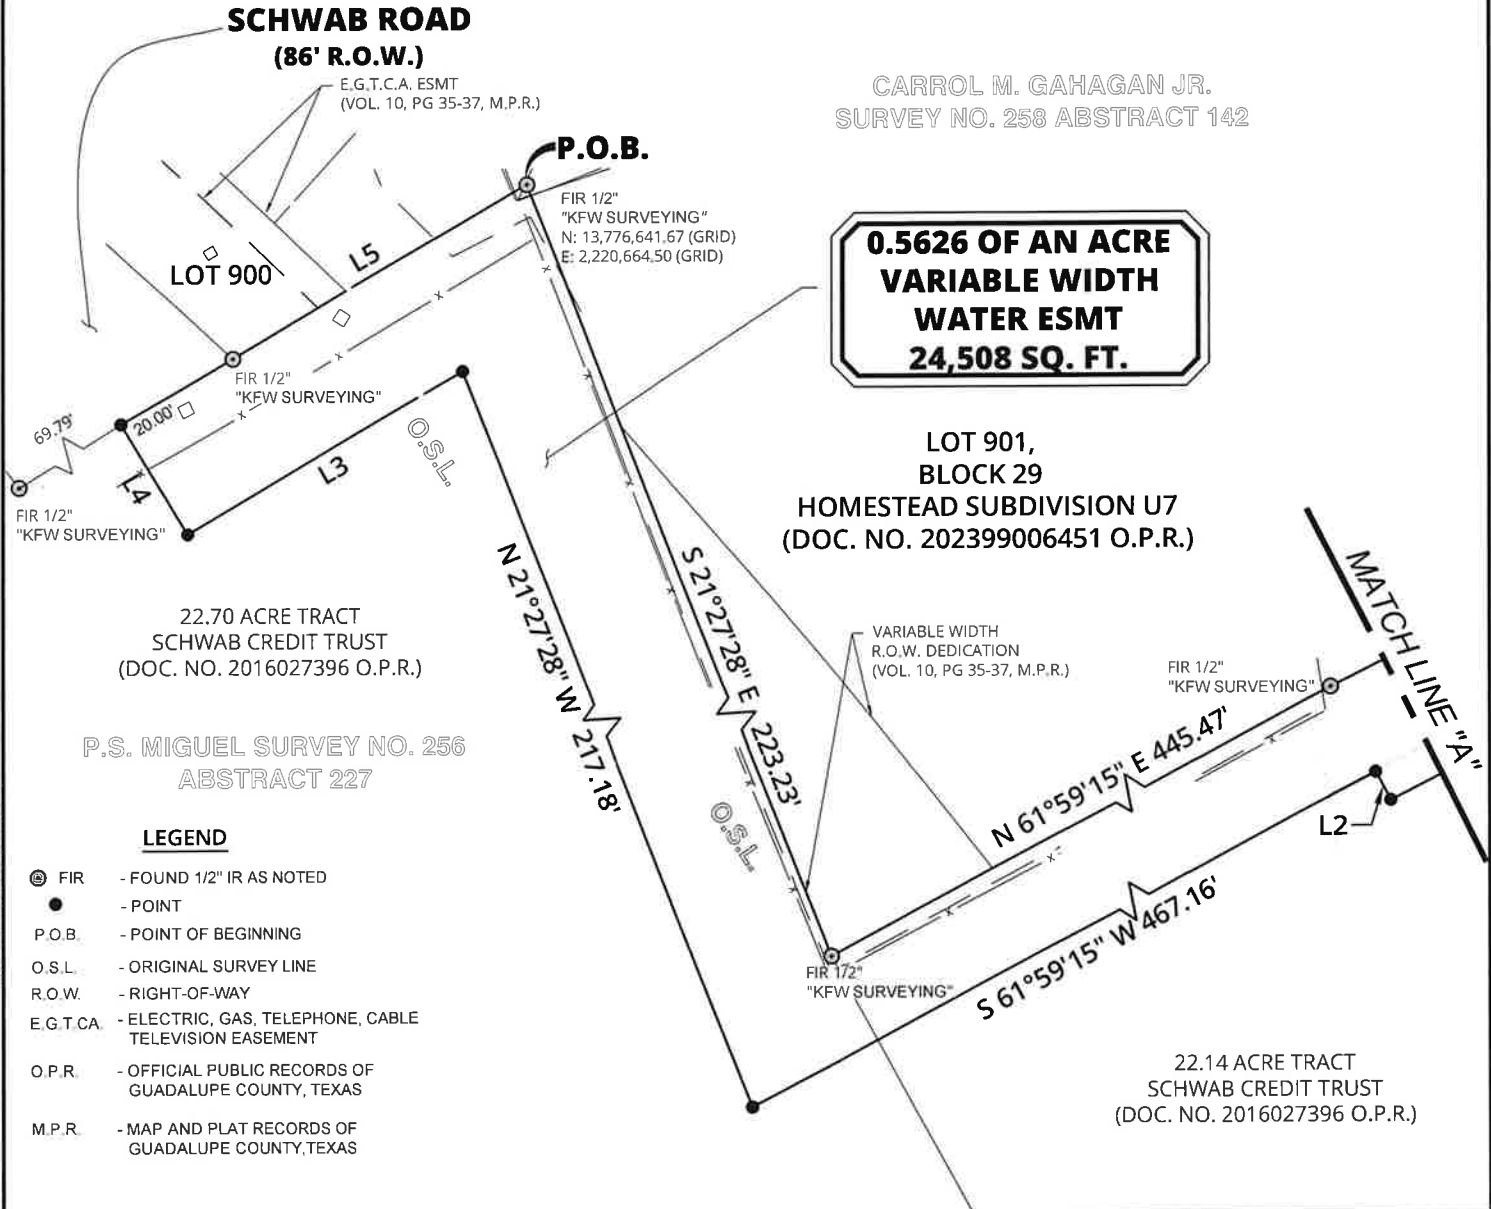 SCHWAB ROAD
(86' R.O.W.)
E.G.T.C.A. ESMT
(VOL. 10, PG 35-37, M.P.R.)
CARROL M. GAHAGAN JR.
SURVEY NO. 258 ABSTRACT 142
P.O.B.
FIR 1/2"
"KFW SURVEYING"
N: 13,776,641.67 (GRID)
E: 2,220,664.50 (GRID)
0.5626 OF AN ACRE
VARIABLE WIDTH
WATER ESMT
24,508 SQ. FT.
LOT 900
L5
FIR 1/2"
"KFW SURVEYING"
69.79'
20.00'
L4
L3
O.S.L.
FIR 1/2"
"KFW SURVEYING"
LOT 901,
BLOCK 29
HOMESTEAD SUBDIVISION U7
(DOC. NO. 202399006451 O.P.R.)
MATCH LINE "A"
N 21°27'28" W 217.18'
S 21°27'28" E 223.23'
22.70 ACRE TRACT
SCHWAB CREDIT TRUST
(DOC. NO. 2016027396 O.P.R.)
VARIABLE WIDTH
R.O.W. DEDICATION
(VOL. 10, PG 35-37, M.P.R.)
FIR 1/2"
"KFW SURVEYING"
P.S. MIGUEL SURVEY NO. 256
ABSTRACT 227
N 61°59'15" E 445.47'
O.S.L.
L2
S 61°59'15" W 467.16'
FIR 1/2"
"KFW SURVEYING"
LEGEND
FIR - FOUND 1/2" IR AS NOTED
- POINT
P.O.B. - POINT OF BEGINNING
O.S.L. - ORIGINAL SURVEY LINE
R.O.W. - RIGHT-OF-WAY
E.G.T.CA. - ELECTRIC, GAS, TELEPHONE, CABLE
TELEVISION EASEMENT
O.P.R. - OFFICIAL PUBLIC RECORDS OF
GUADALUPE COUNTY, TEXAS
M.P.R. - MAP AND PLAT RECORDS OF
GUADALUPE COUNTY,TEXAS
22.14 ACRE TRACT
SCHWAB CREDIT TRUST
(DOC. NO. 2016027396 O.P.R.)